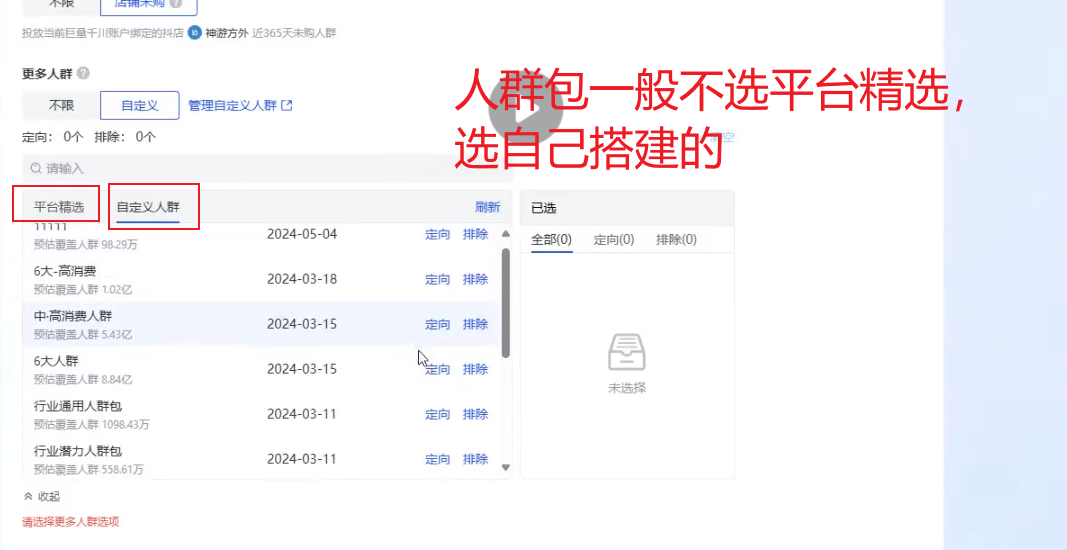 不限
店铺未购
投放当前巨量千川账户绑定的抖店 神游方外 近365天未购人群
更多人群
不限 自定义 管理自定义人群
定向： 0个 排除： 0个
空
人群包一般不选平台精选，
选自己搭建的
请输入
平台精选 自定义人群 刷新
11111 2024-05-04 定向 排除
预估覆盖人群 98.29万
6大-高消费 2024-03-18 定向 排除
预估覆盖人群 1.02亿
中·高消费人群 2024-03-15 定向 排除
预估覆盖人群 5.43亿
6大人群 2024-03-15 定向 排除
预估覆盖人群 8.84亿
行业通用人群包 2024-03-11 定向 排除
预估覆盖人群 1098.43万
行业潜力人群包 2024-03-11 定向 排除
预估覆盖人群 558.61万
已选
全部(0) 定向(0) 排除(0)
未选择
收起
请选择更多人群选项